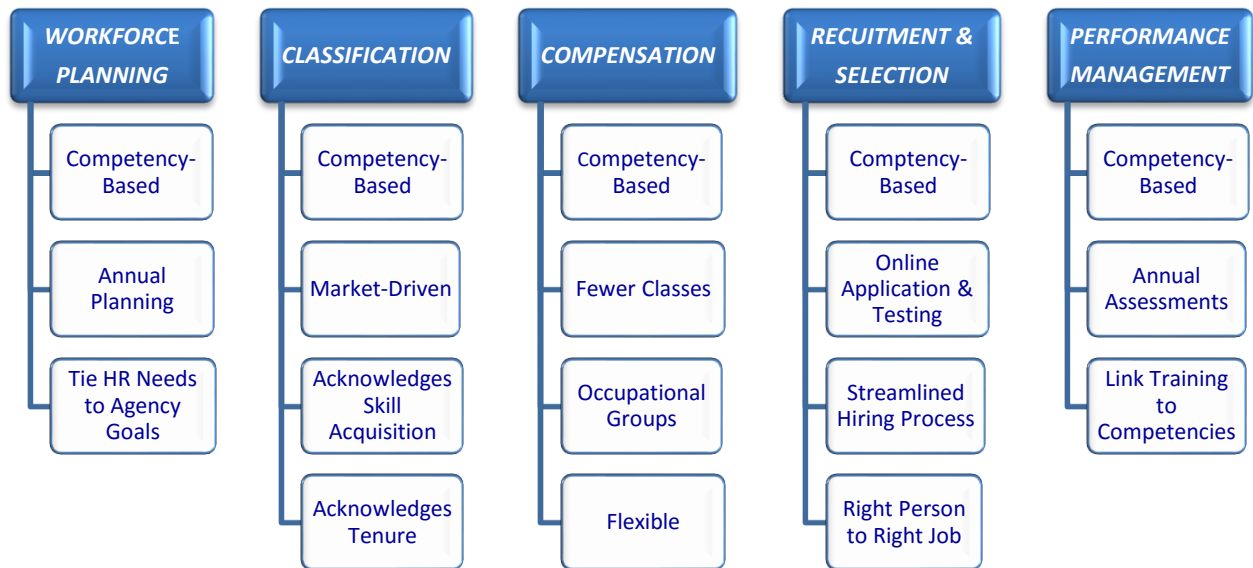 WORKFORCE
PLANNING
Competency-
Based
Annual
Planning
Tie HR Needs
to Agency
Goals
CLASSIFICATION
Competency-
Based
Market-Driven
Acknowledges
Skill
Acquisition
Acknowledges
Tenure
COMPENSATION
Competency-
Based
Fewer Classes
Occupational
Groups
Flexible
RECUITMENT &
SELECTION
Comptency-
Based
Online
Application &
Testing
Streamlined
Hiring Process
Right Person
to Right Job
PERFORMANCE
MANAGEMENT
Competency-
Based
Annual
Assessments
Link Training
to
Competencies